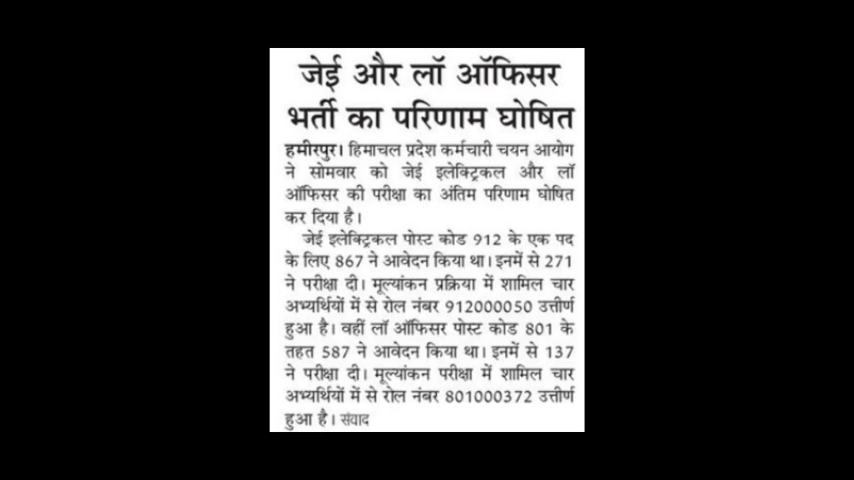 जेई और लॉ ऑफिसर
भर्ती का परिणाम घोषित
हमीरपुर। हिमाचल प्रदेश कर्मचारी चयन आयोग
ने सोमवार को जेई इलेक्ट्रिकल और लॉ
ऑफिसर की परीक्षा का अंतिम परिणाम घोषित
कर दिया है।
जेई इलेक्ट्रिकल पोस्ट कोड 912 के एक पद
के लिए 867 ने आवेदन किया था। इनमें से 271
ने परीक्षा दी। मूल्यांकन प्रक्रिया में शामिल चार
अभ्यर्थियों में से रोल नंबर 912000050 उत्तीर्ण
हुआ है। वहीं लॉ ऑफिसर पोस्ट कोड 801 के
तहत 587 ने आवेदन किया था। इनमें से 137
ने परीक्षा दी। मूल्यांकन परीक्षा में शामिल चार
अभ्यर्थियों में से रोल नंबर 801000372 उत्तीर्ण
हुआ है। संवाद